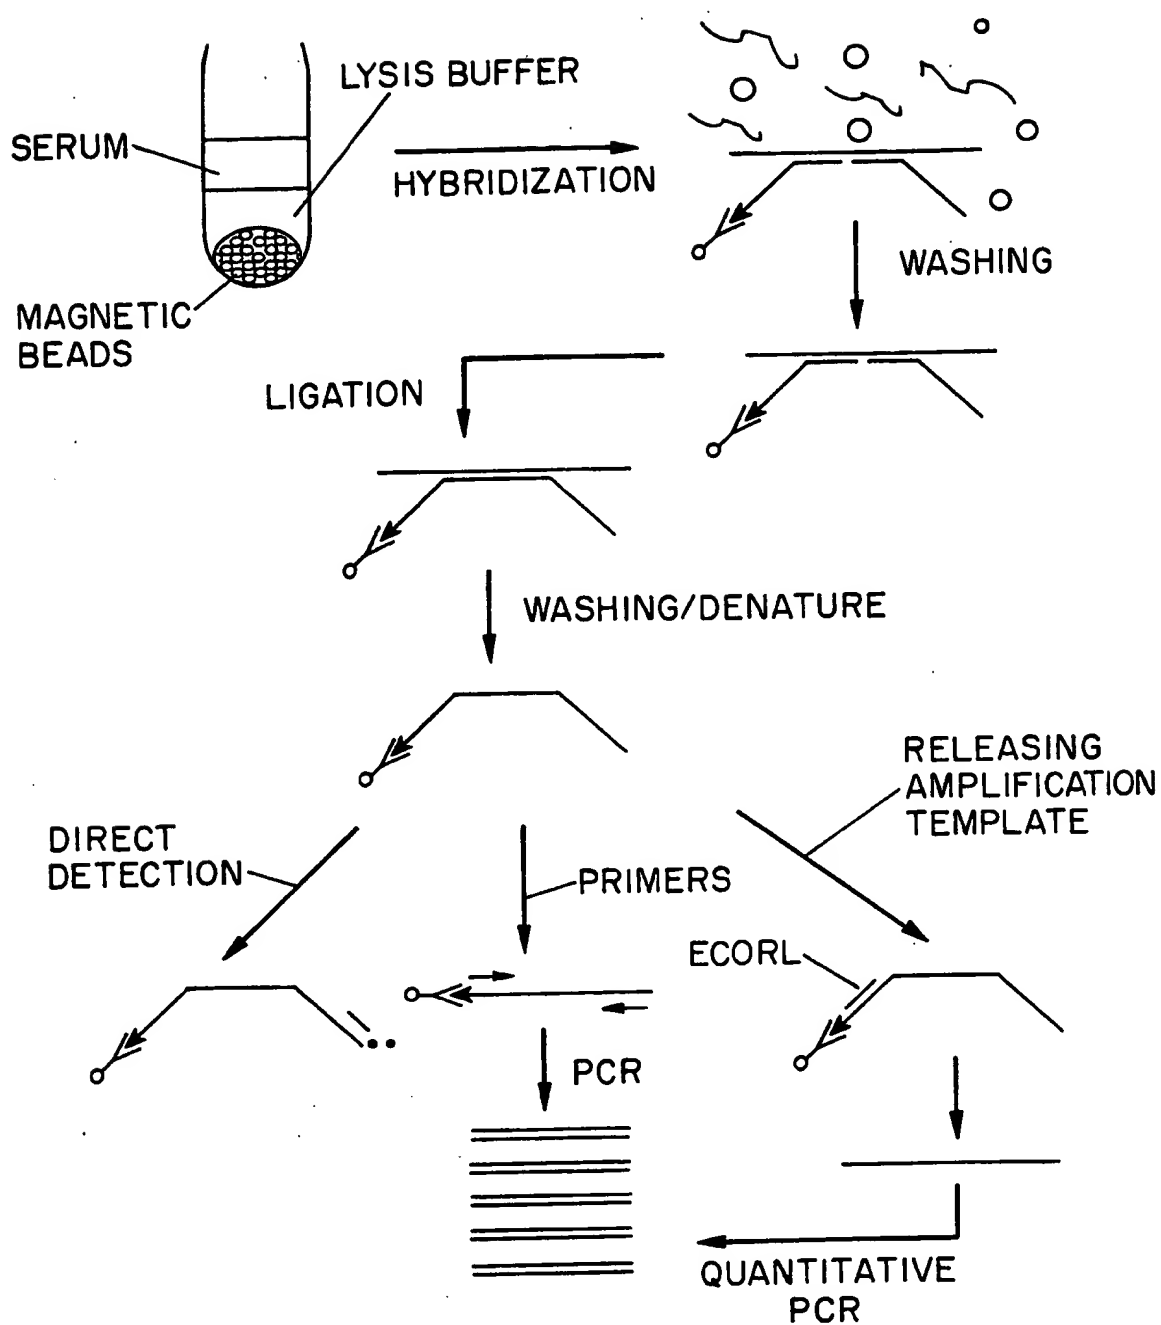 LYSIS BUFFER
SERUM
HYBRIDIZATION
MAGNETIC
BEADS
WASHING
LIGATION
WASHING/DENATURE
RELEASING
AMPLIFICATION
TEMPLATE
DIRECT
DETECTION
PRIMERS
ECORL
PCR
QUANTITATIVE
PCR